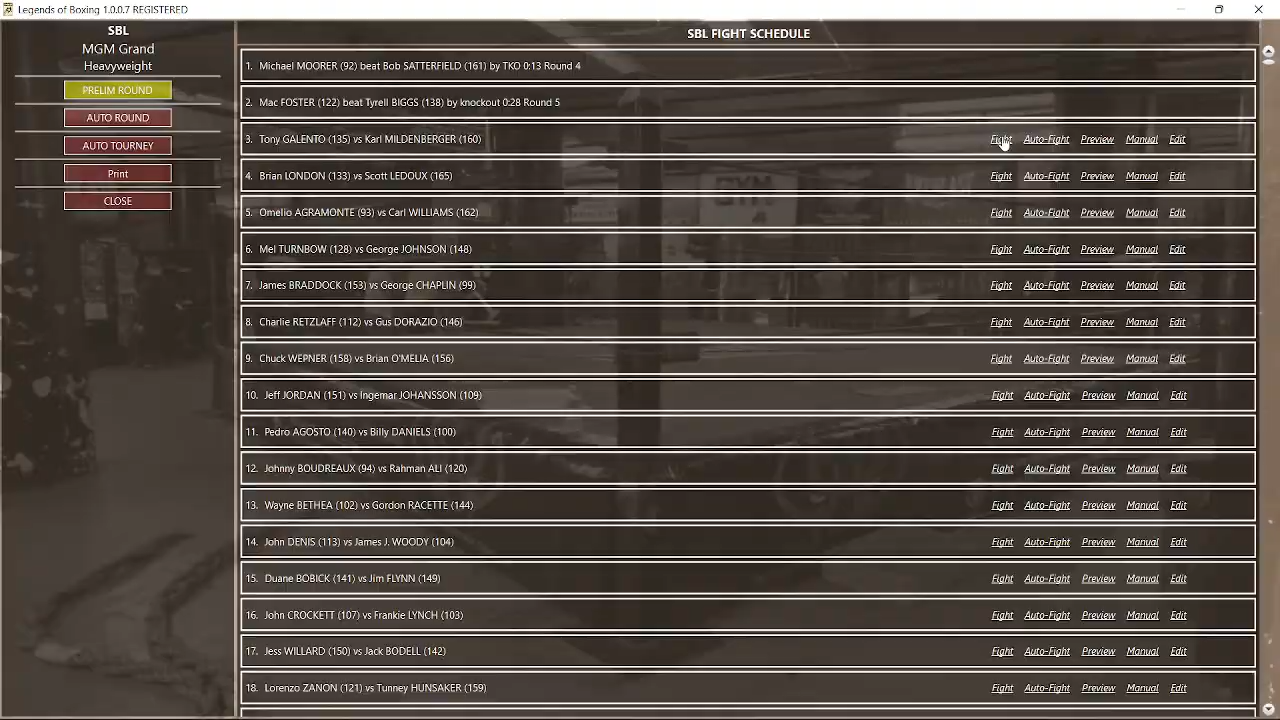 Legends of Boxing 1.0.0.7 REGISTERED
SBL
MGM Grand
Heavyweight
PRELIM ROUND
AUTO ROUND
AUTO TOURNEY
Print
CLOSE
SBL FIGHT SCHEDULE
1. Michael MOORER (92) beat Bob SATTERFIELD (161) by TKO 0:13 Round 4
2. Mac FOSTER (122) beat Tyrell BIGGS (138) by knockout 0:28 Round 5
3. Tony GALENTO (135) vs Karl MILDENBERGER (160) Fight Auto-Fight Preview Manual Edit
4. Brian LONDON (133) vs Scott LEDOUX (165) Fight Auto-Fight Preview Manual Edit
5. Omelio AGRAMONTE (93) vs Carl WILLIAMS (162) Fight Auto-Fight Preview Manual Edit
6. Mel TURNBOW (128) vs George JOHNSON (148) Fight Auto-Fight Preview Manual Edit
7. James BRADDOCK (153) vs George CHAPLIN (99) Fight Auto-Fight Preview Manual Edit
8. Charlie RETZLAFF (112) vs Gus DORAZIO (146) Fight Auto-Fight Preview Manual Edit
9. Chuck WEPNER (158) vs Brian O'MELIA (156) Fight Auto-Fight Preview Manual Edit
10. Jeff JORDAN (151) vs Ingemar JOHANSSON (109) Fight Auto-Fight Preview Manual Edit
11. Pedro AGOSTO (140) vs Billy DANIELS (100) Fight Auto-Fight Preview Manual Edit
12. Johnny BOUDREAUX (94) vs Rahman ALI (120) Fight Auto-Fight Preview Manual Edit
13. Wayne BETHEA (102) vs Gordon RACETTE (144) Fight Auto-Fight Preview Manual Edit
14. John DENIS (113) vs James J. WOODY (104) Fight Auto-Fight Preview Manual Edit
15. Duane BOBICK (141) vs Jim FLYNN (149) Fight Auto-Fight Preview Manual Edit
16. John CROCKETT (107) vs Frankie LYNCH (103) Fight Auto-Fight Preview Manual Edit
17. Jess WILLARD (150) vs Jack BODELL (142) Fight Auto-Fight Preview Manual Edit
18. Lorenzo ZANON (121) vs Tunney HUNSAKER (159) Fight Auto-Fight Preview Manual Edit